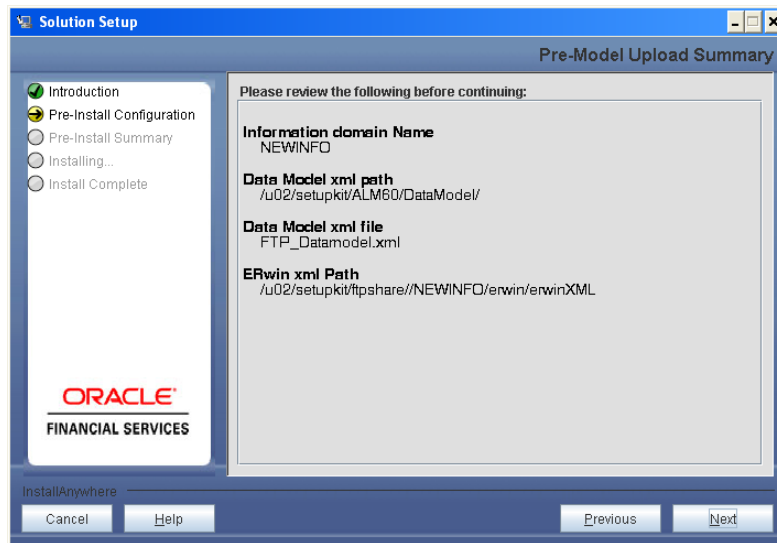 Solution Setup
Pre-Model Upload Summary
Introduction
Pre-Install Configuration
Pre-Install Summary
Installing...
Install Complete
ORACLE®
FINANCIAL SERVICES
Please review the following before continuing:
Information domain Name
NEWINFO
Data Model xml path
/u02/setupkit/ALM60/DataModel/
Data Model xml file
FTP_Datamodel.xml
ERwin xml Path
/u02/setupkit/ftpshare//NEWINFO/erwin/erwinXML
InstallAnywhere
Cancel
Help
Previous
Next